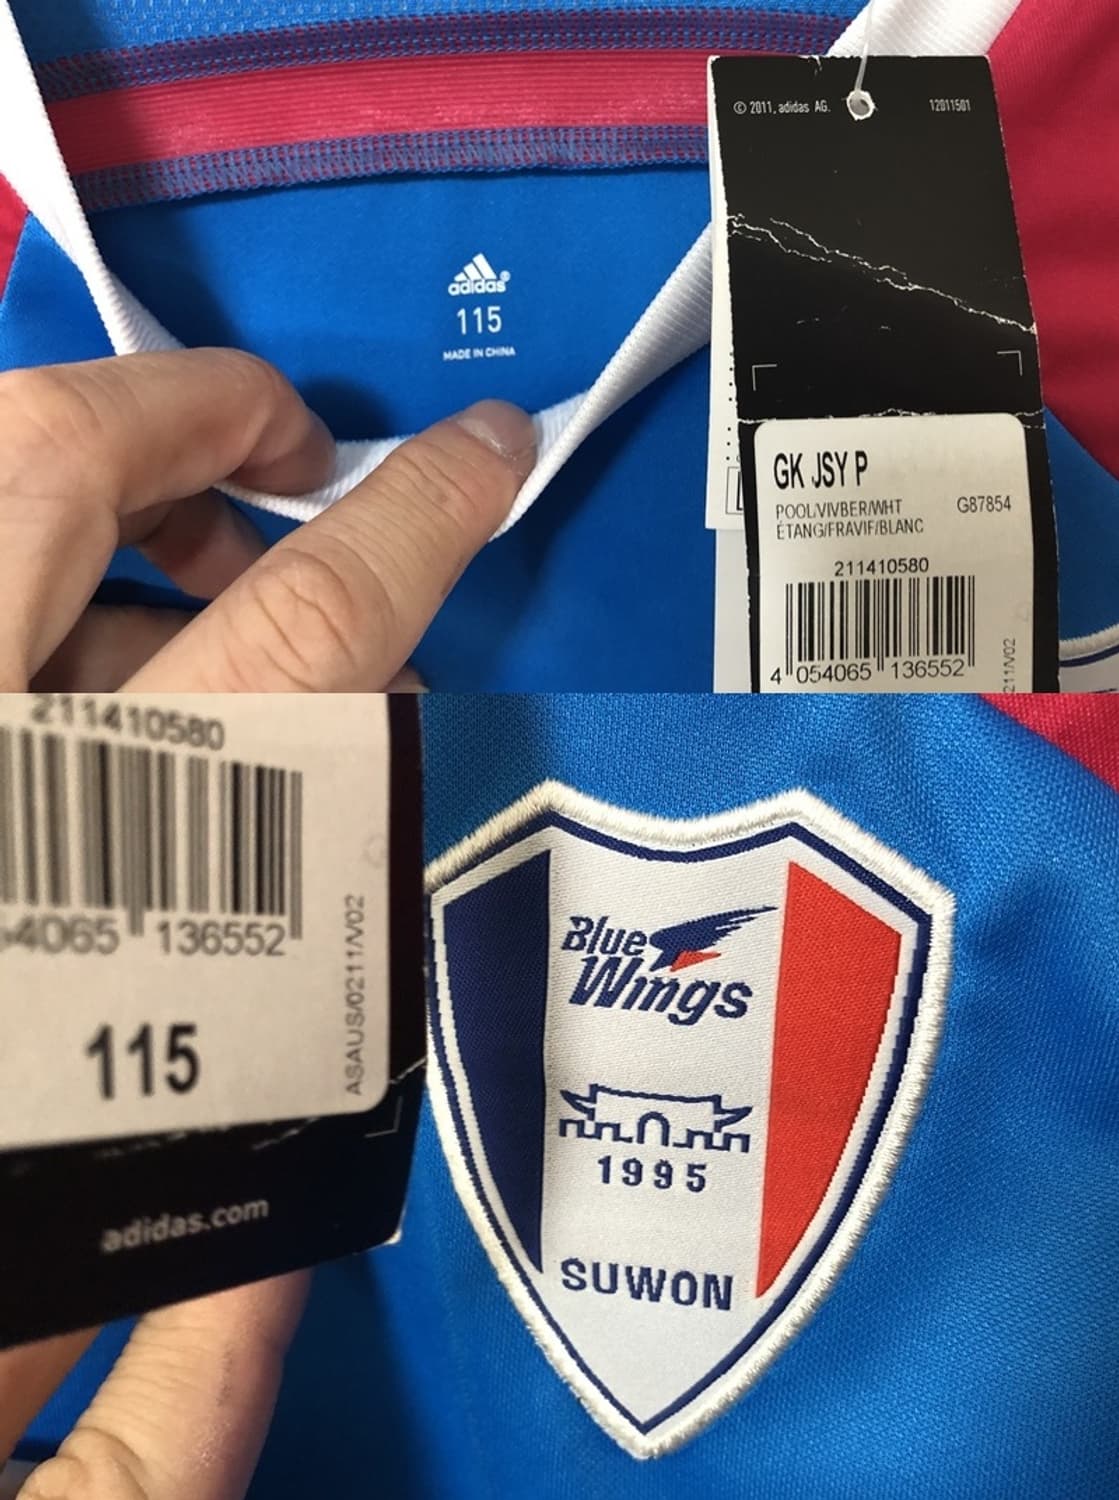 © 2011, adidas AG. 12011501
adidas®
115
MADE IN CHINA
GK JSY P
POOL/VIVBER/WHT G87854
ÉTANG/FRAVIF/BLANC
211410580
4 054065 136552
211/V02
211410580
4065 136552
115
ASAUS/0211/V02
adidas.com
Blue
Wings
1995
SUWON